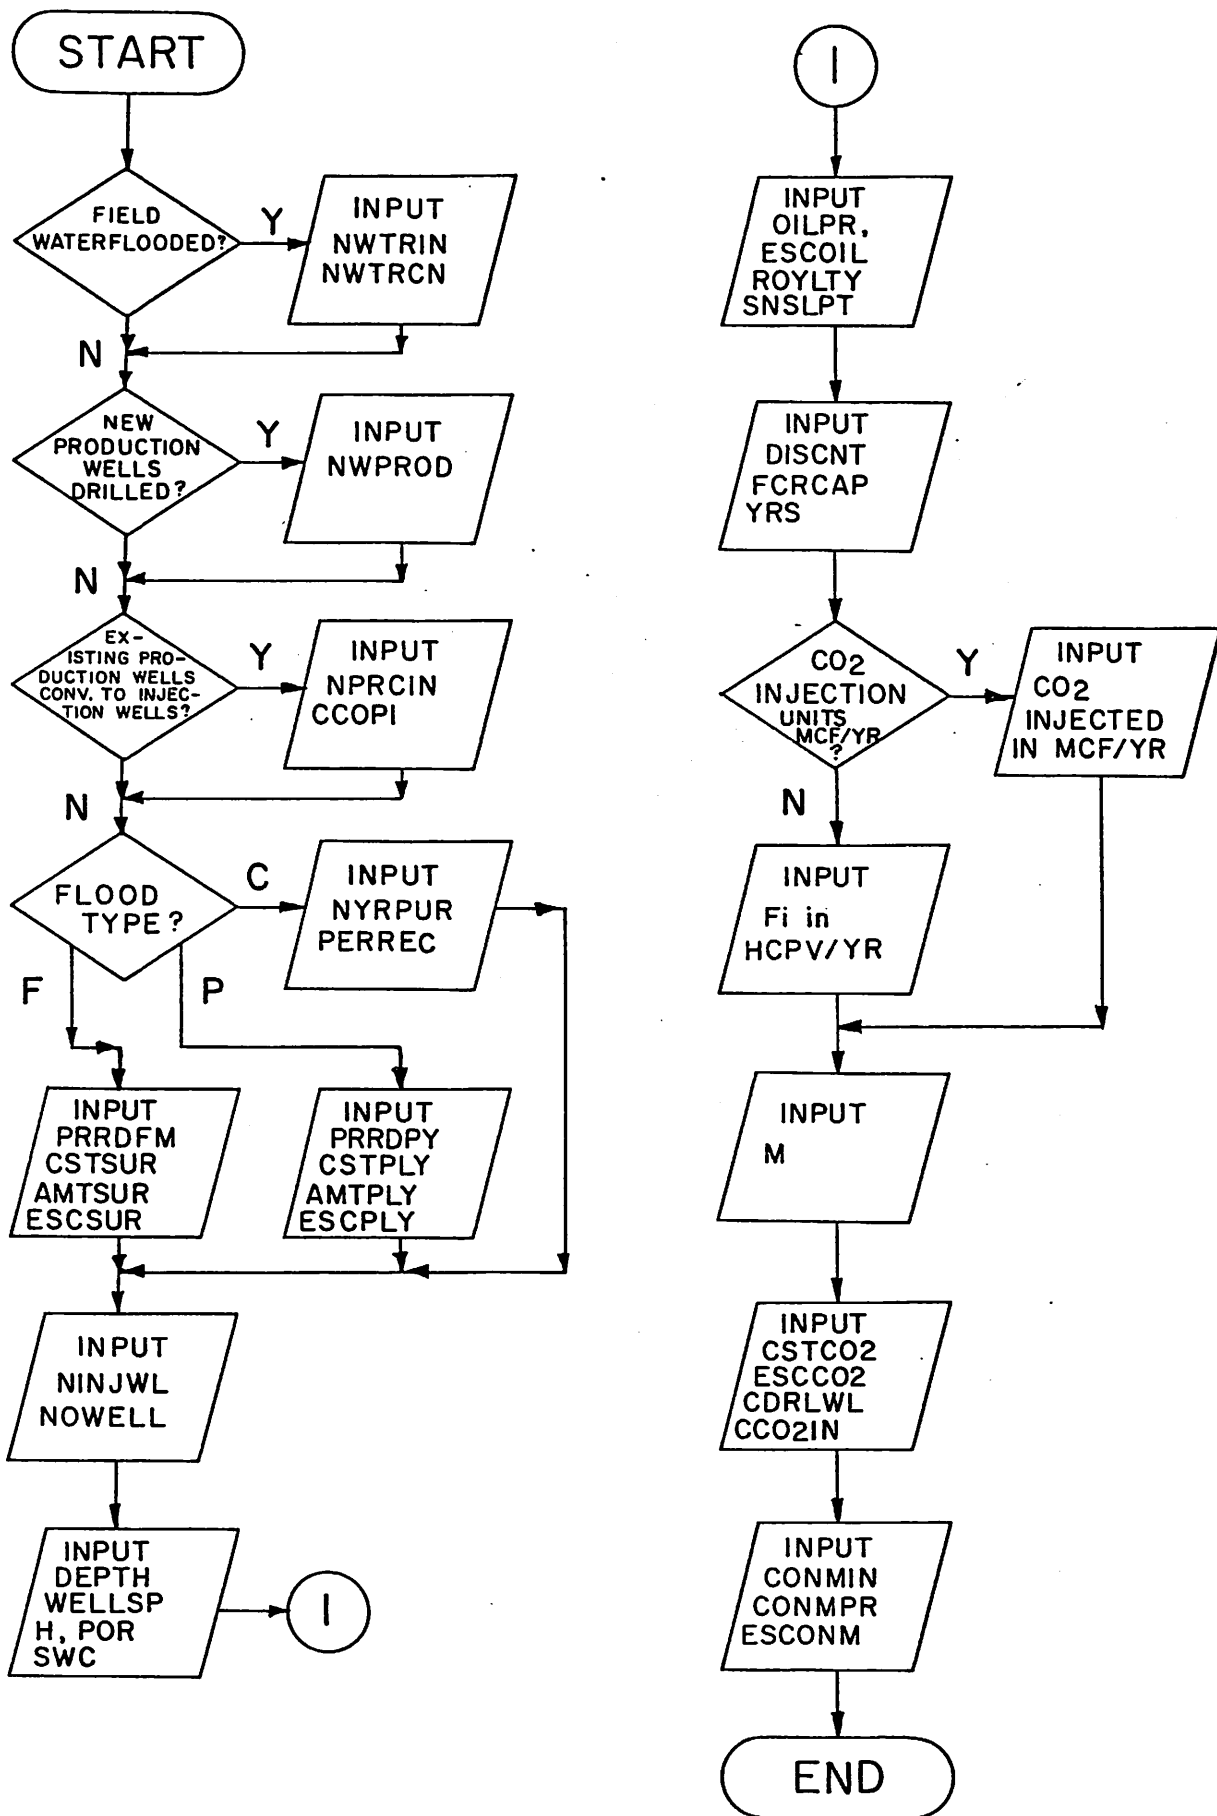 START
FIELD
WATERFLOODED?
Y
INPUT
NWTRIN
NWTRCN
N
NEW
PRODUCTION
WELLS
DRILLED?
Y
INPUT
NWPROD
N
EX-
ISTING PRO-
DUCTION WELLS
CONV. TO INJEC-
TION WELLS?
Y
INPUT
NPRCIN
CCOPI
N
FLOOD
TYPE?
C
INPUT
NYRPUR
PERREC
F
P
INPUT
PRRDFM
CSTSUR
AMTSUR
ESCSUR
INPUT
PRRDPY
CSTPLY
AMTPLY
ESCPLY
INPUT
NINJWL
NOWELL
INPUT
DEPTH
WELLSP
H, POR
SWC
I
I
INPUT
OILPR,
ESCOIL
ROYLTY
SNSLPT
INPUT
DISCNT
FCRCAP
YRS
CO2
INJECTION
UNITS
MCF/YR
?
Y
INPUT
CO2
INJECTED
IN MCF/YR
N
INPUT
Fi in
HCPV/YR
INPUT
M
INPUT
CSTCO2
ESCCO2
CDRLWL
CCO2IN
INPUT
CONMIN
CONMPR
ESCONM
END